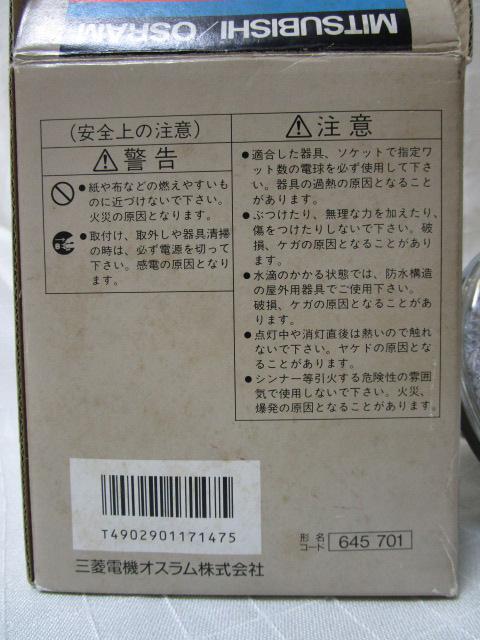 MITSUBISHI/OSRAM
(安全上の注意)
⚠警告
●紙や布などの燃えやすいも
のに近づけないで下さい。
火災の原因となります。
●取付け、取外しや器具清掃
の時は、必ず電源を切って
下さい。感電の原因となり
ます。
⚠注意
●適合した器具、ソケットで指定ワ
ット数の電球を必ず使用して下さ
い。器具の過熱の原因となること
があります。
●ぶつけたり、無理な力を加えたり、
傷をつけたりしないで下さい。破
損、ケガの原因となることがあり
ます。
●水滴のかかる状態では、防水構造
の屋外用器具でご使用下さい。
破損、ケガの原因となることがあ
ります。
●点灯中や消灯直後は熱いので触れ
ないで下さい。ヤケドの原因とな
ることがあります。
●シンナー等引火する危険性の雰囲
気で使用しないで下さい。火災、
爆発の原因となることがあります。
T4902901171475
三菱電機オスラム株式会社
形名
コード
645 701